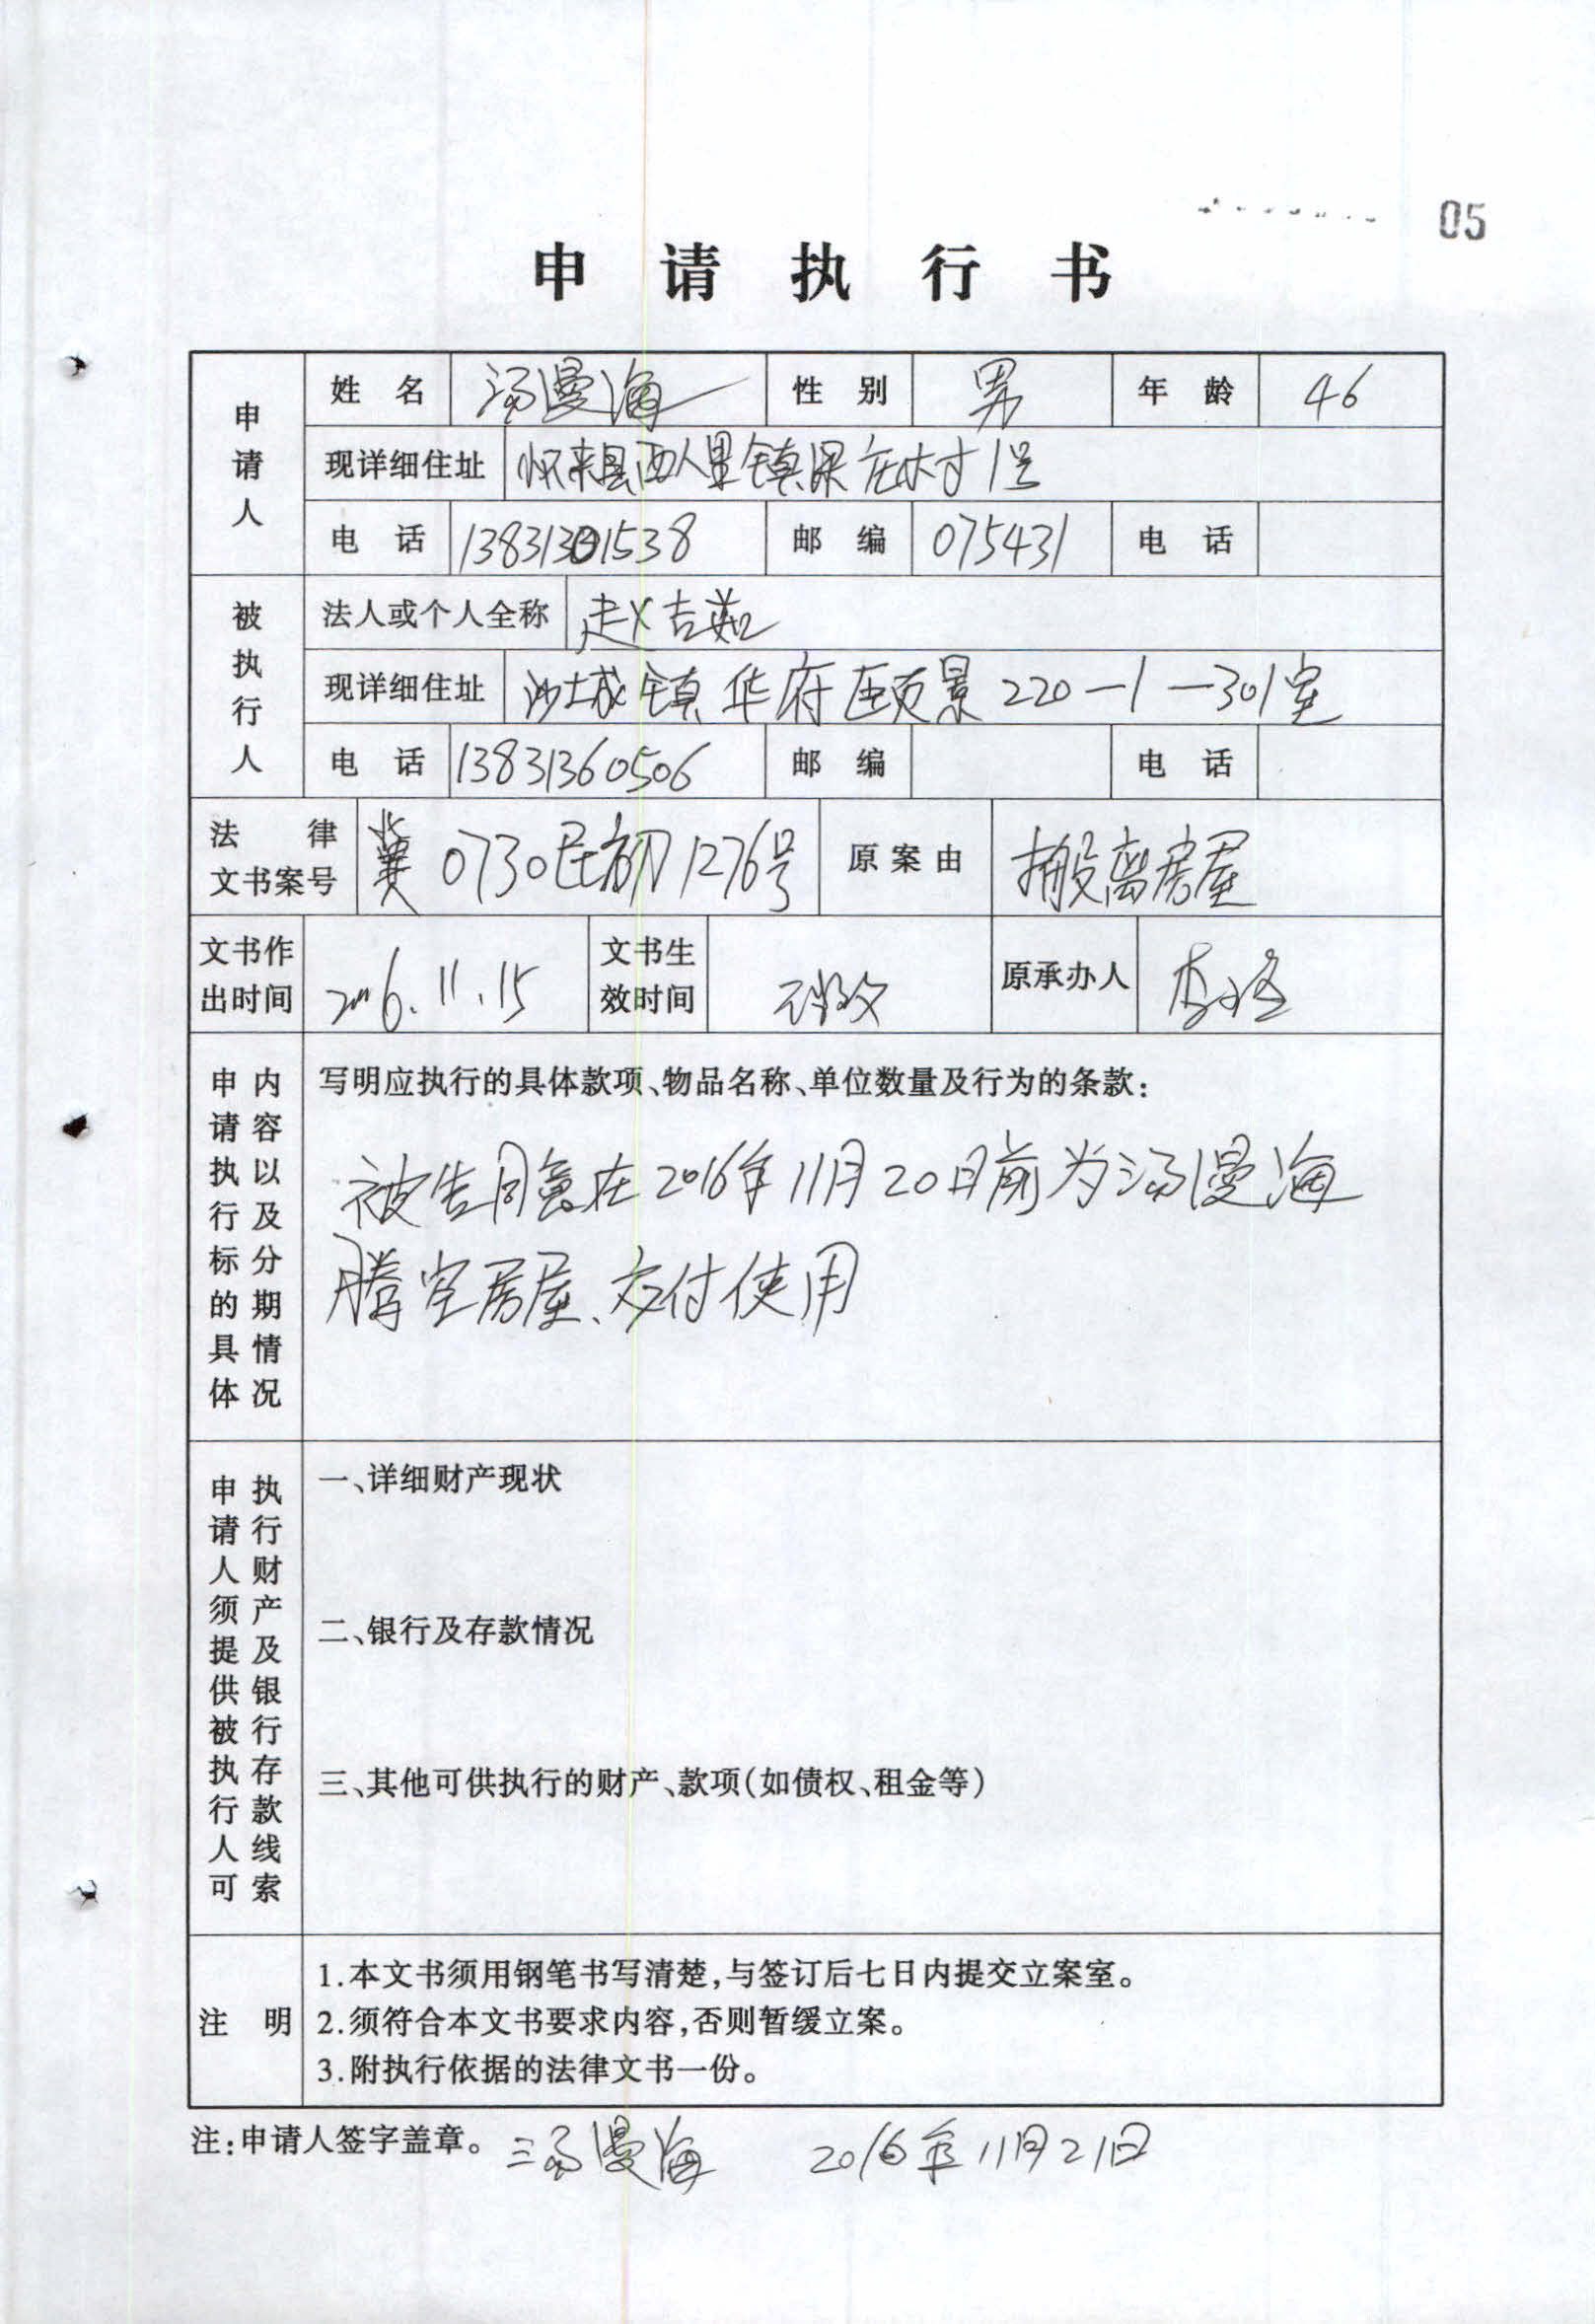 05
申请执行书
申请人
姓名 汤漫海 性别 男 年龄 46
现详细住址 怀来县西八里镇梁庄村1号
电话 13831301538 邮编 075431 电话
被执行人
法人或个人全称 赵吉茹
现详细住址 沙城镇华府颐景220-1-301室
电话 13831360506 邮编 电话
法律文书案号 冀0730民初1276号 原案由 搬离房屋
文书作出时间 2016.11.15 文书生效时间 原承办人
申请执行标的具体内容以及分期情况
写明应执行的具体款项、物品名称、单位数量及行为的条款:
被告同意在2016年11月20日前为汤漫海
腾空房屋、交付使用
申请人须提供被执行人可执行财产及银行存款线索
一、详细财产现状
二、银行及存款情况
三、其他可供执行的财产、款项(如债权、租金等)
注明
1.本文书须用钢笔书写清楚,与签订后七日内提交立案室。
2.须符合本文书要求内容,否则暂缓立案。
3.附执行依据的法律文书一份。
注:申请人签字盖章。 汤漫海 2016年11月21日